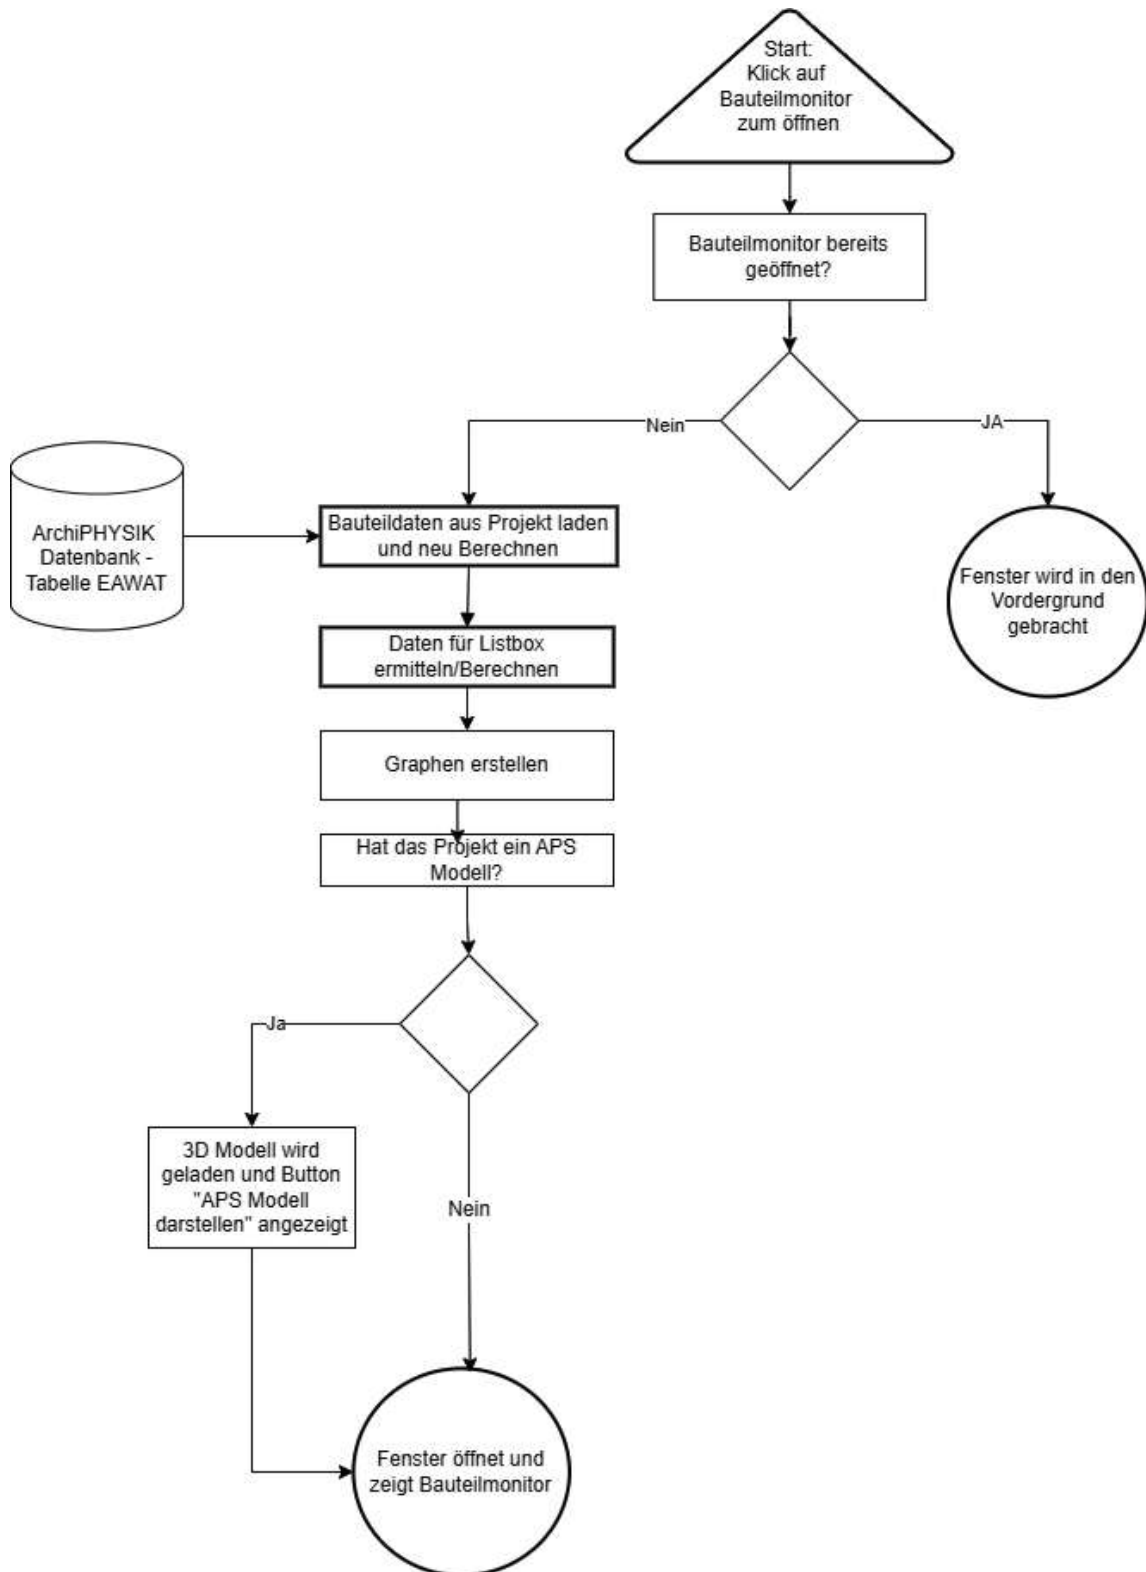 Start:
Klick auf
Bauteilmonitor
zum öffnen
Bauteilmonitor bereits
geöffnet?
Nein
JA
ArchiPHYSIK
Datenbank -
Tabelle EAWAT
Bauteildaten aus Projekt laden
und neu Berechnen
Fenster wird in den
Vordergrund
gebracht
Daten für Listbox
ermitteln/Berechnen
Graphen erstellen
Hat das Projekt ein APS
Modell?
Ja
3D Modell wird
geladen und Button
"APS Modell
darstellen" angezeigt
Nein
Fenster öffnet und
zeigt Bauteilmonitor